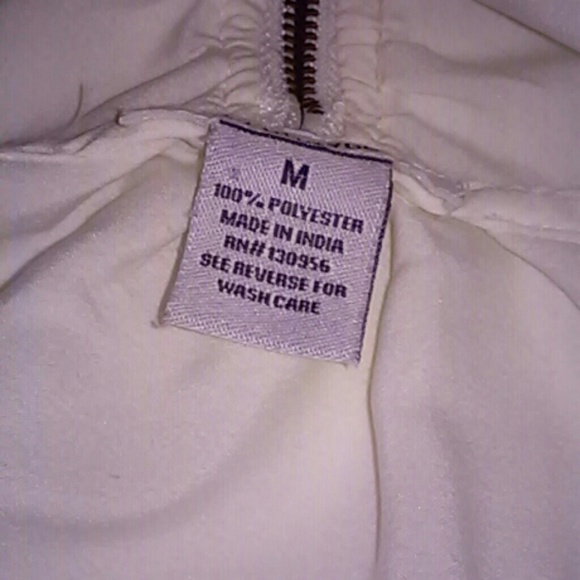 M
100% POLYESTER
MADE IN INDIA
RN# 130956
SEE REVERSE FOR
WASH CARE